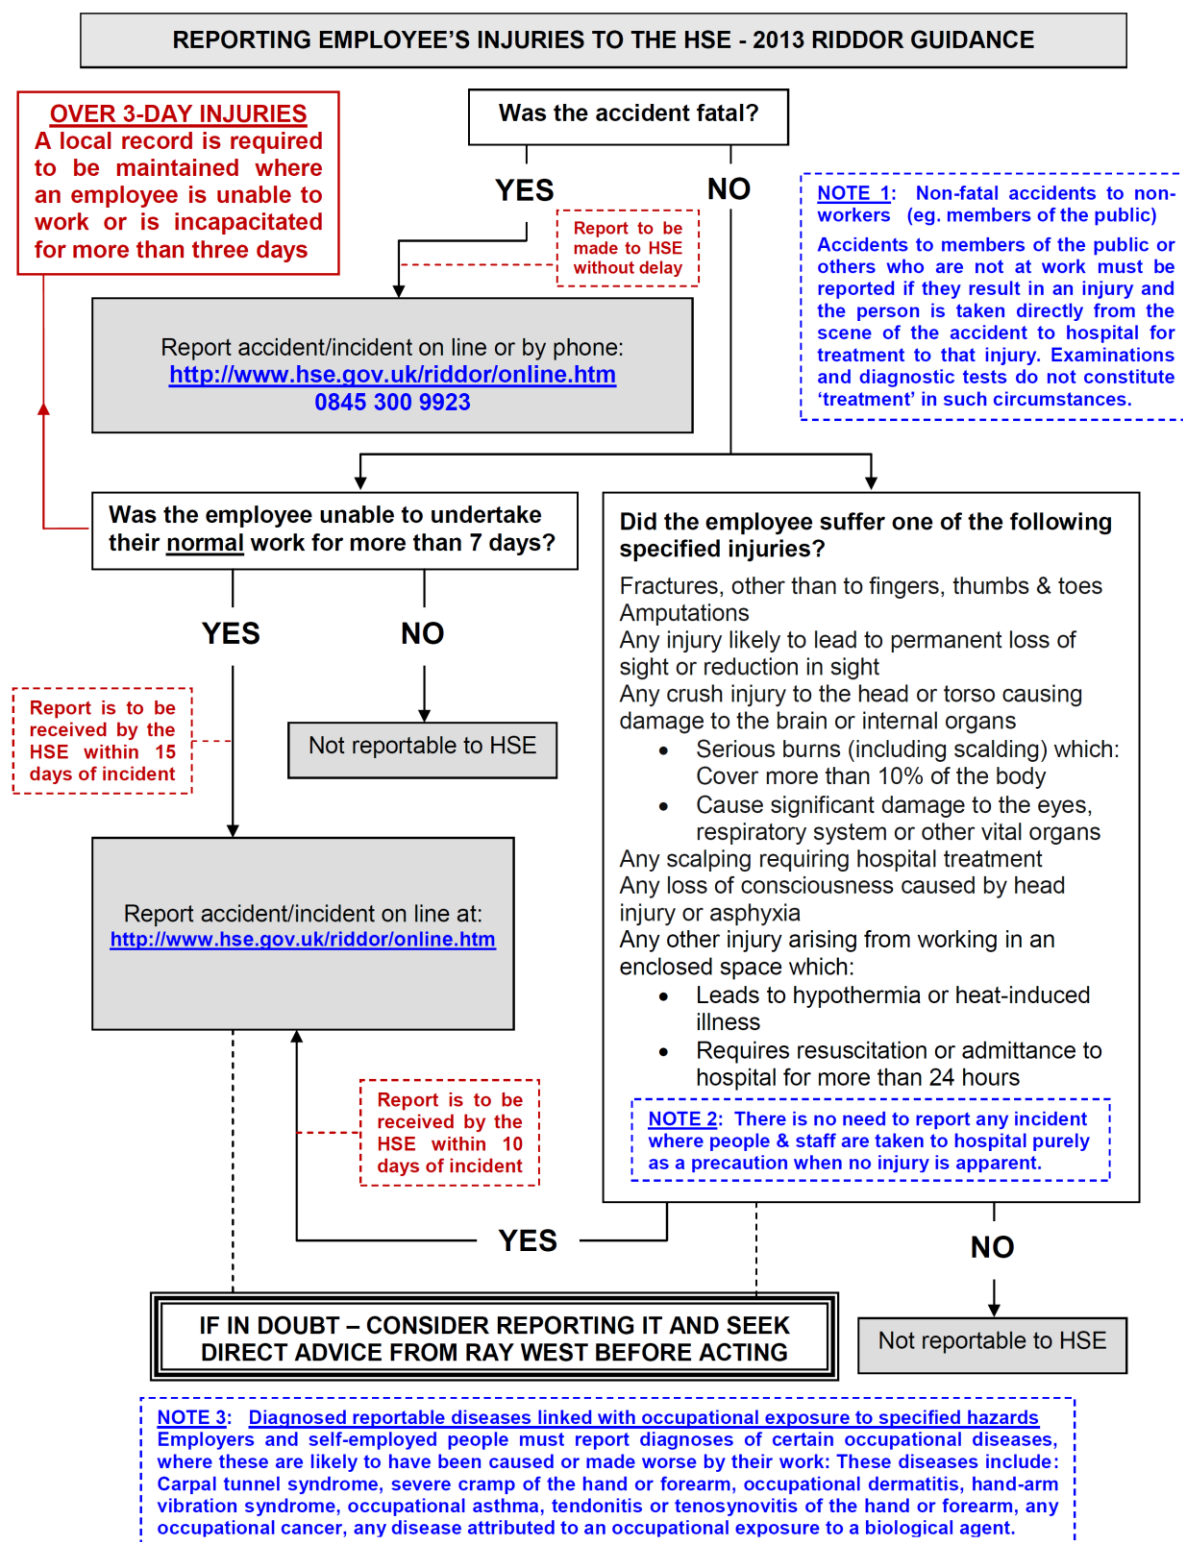 REPORTING EMPLOYEE'S INJURIES TO THE HSE - 2013 RIDDOR GUIDANCE
OVER 3-DAY INJURIES
A local record is required
to be maintained where
an employee is unable to
work or is incapacitated
for more than three days
Was the accident fatal?
YES
NO
Report to be
made to HSE
without delay
NOTE 1: Non-fatal accidents to non-
workers (eg. members of the public)
Accidents to members of the public or
others who are not at work must be
reported if they result in an injury and
the person is taken directly from the
scene of the accident to hospital for
treatment to that injury. Examinations
and diagnostic tests do not constitute
‘treatment’ in such circumstances.
Report accident/incident on line or by phone:
http://www.hse.gov.uk/riddor/online.htm
0845 300 9923
Was the employee unable to undertake
their normal work for more than 7 days?
YES
NO
Report is to be
received by the
HSE within 15
days of incident
Not reportable to HSE
Report accident/incident on line at:
http://www.hse.gov.uk/riddor/online.htm
Report is to be
received by the
HSE within 10
days of incident
Did the employee suffer one of the following
specified injuries?
Fractures, other than to fingers, thumbs & toes
Amputations
Any injury likely to lead to permanent loss of
sight or reduction in sight
Any crush injury to the head or torso causing
damage to the brain or internal organs
• Serious burns (including scalding) which:
Cover more than 10% of the body
• Cause significant damage to the eyes,
respiratory system or other vital organs
Any scalping requiring hospital treatment
Any loss of consciousness caused by head
injury or asphyxia
Any other injury arising from working in an
enclosed space which:
• Leads to hypothermia or heat-induced
illness
• Requires resuscitation or admittance to
hospital for more than 24 hours
NOTE 2: There is no need to report any incident
where people & staff are taken to hospital purely
as a precaution when no injury is apparent.
YES
NO
IF IN DOUBT – CONSIDER REPORTING IT AND SEEK
DIRECT ADVICE FROM RAY WEST BEFORE ACTING
Not reportable to HSE
NOTE 3: Diagnosed reportable diseases linked with occupational exposure to specified hazards
Employers and self-employed people must report diagnoses of certain occupational diseases,
where these are likely to have been caused or made worse by their work: These diseases include:
Carpal tunnel syndrome, severe cramp of the hand or forearm, occupational dermatitis, hand-arm
vibration syndrome, occupational asthma, tendonitis or tenosynovitis of the hand or forearm, any
occupational cancer, any disease attributed to an occupational exposure to a biological agent.